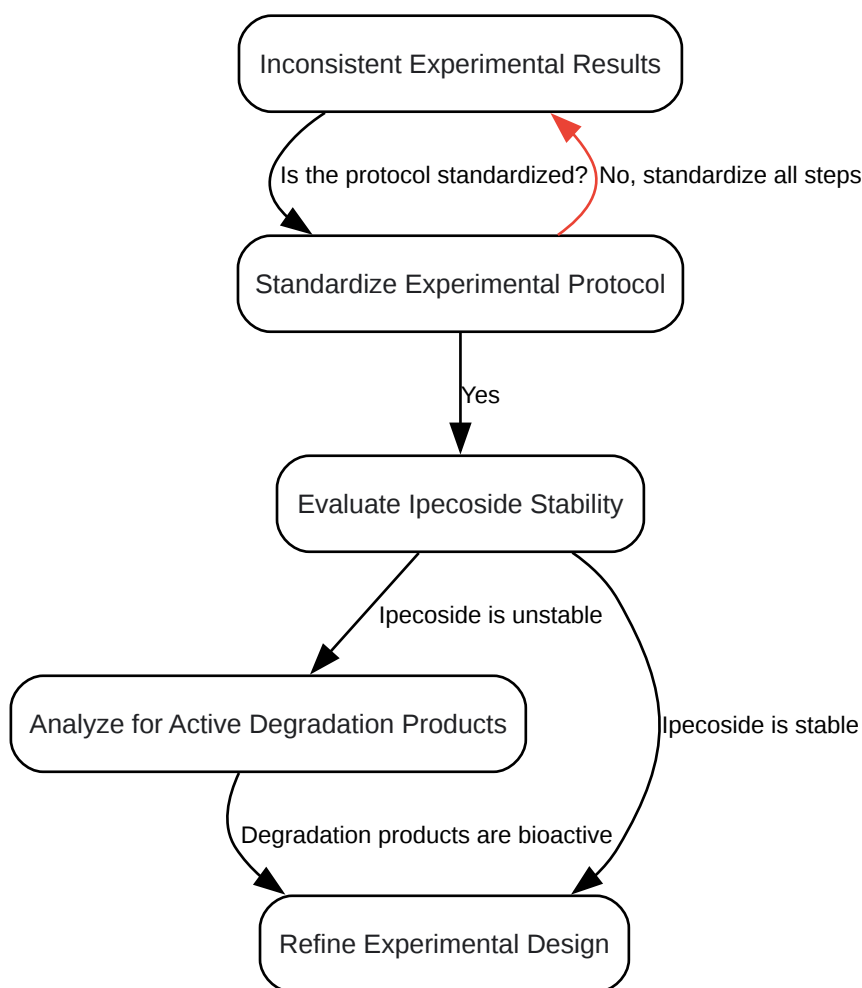 Inconsistent Experimental Results
Is the protocol standardized?
No, standardize all steps
Standardize Experimental Protocol
Yes
Evaluate Ipecoside Stability
Ipecoside is unstable
Analyze for Active Degradation Products
Ipecoside is stable
Degradation products are bioactive
Refine Experimental Design